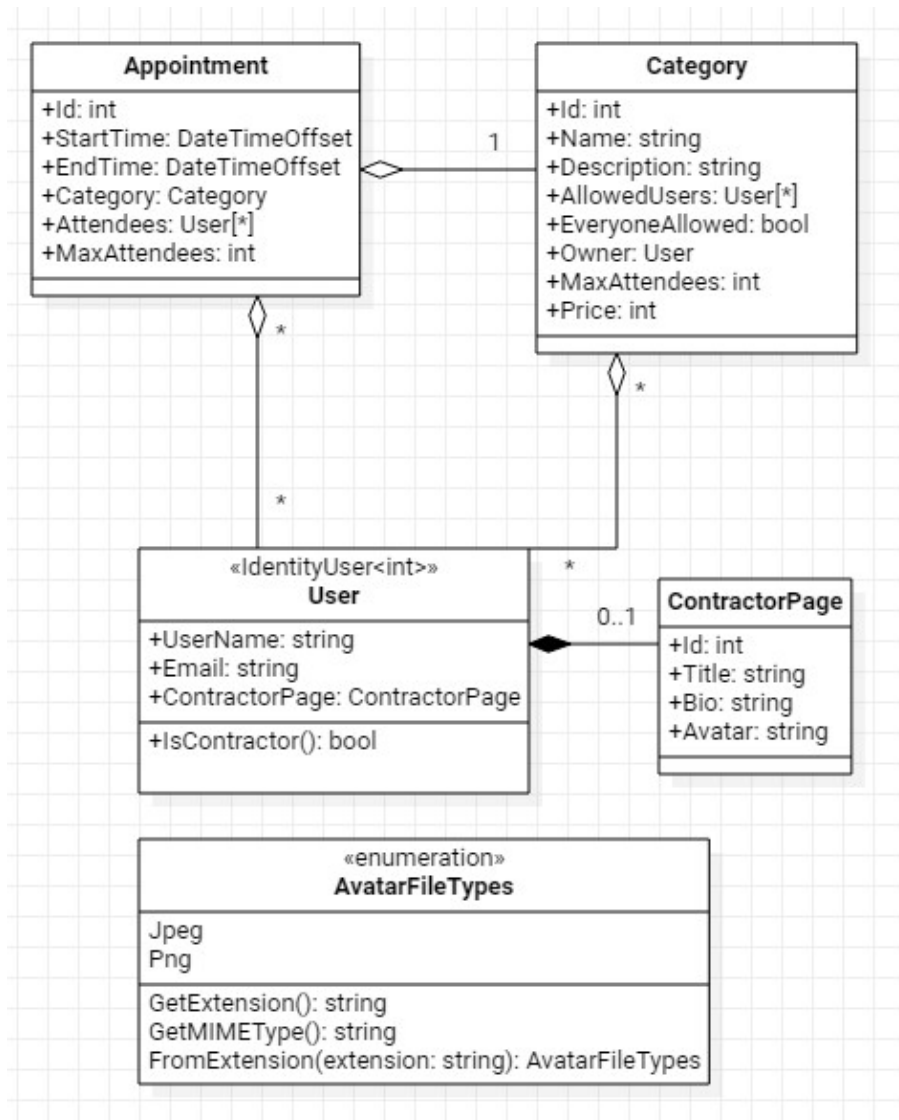 Appointment
+Id: int
+StartTime: DateTimeOffset
+EndTime: DateTimeOffset
+Category: Category
+Attendees: User[*]
+MaxAttendees: int
1
Category
+Id: int
+Name: string
+Description: string
+AllowedUsers: User[*]
+EveryoneAllowed: bool
+Owner: User
+MaxAttendees: int
+Price: int
*
*
*
*
«IdentityUser<int>»
User
+UserName: string
+Email: string
+ContractorPage: ContractorPage
+IsContractor(): bool
0..1
ContractorPage
+Id: int
+Title: string
+Bio: string
+Avatar: string
«enumeration»
AvatarFileTypes
Jpeg
Png
GetExtension(): string
GetMIMEType(): string
FromExtension(extension: string): AvatarFileTypes